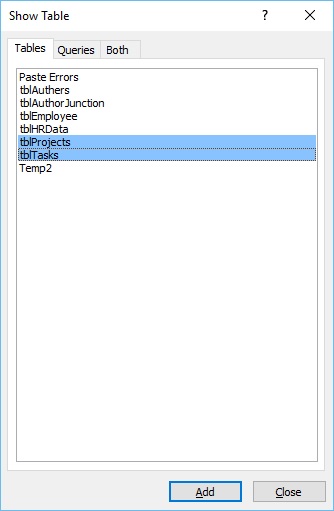 Show Table
?
Tables Queries Both
Paste Errors
tblAuthers
tblAuthorJunction
tblEmployee
tblHRData
tblProjects
tblTasks
Temp2
Add Close